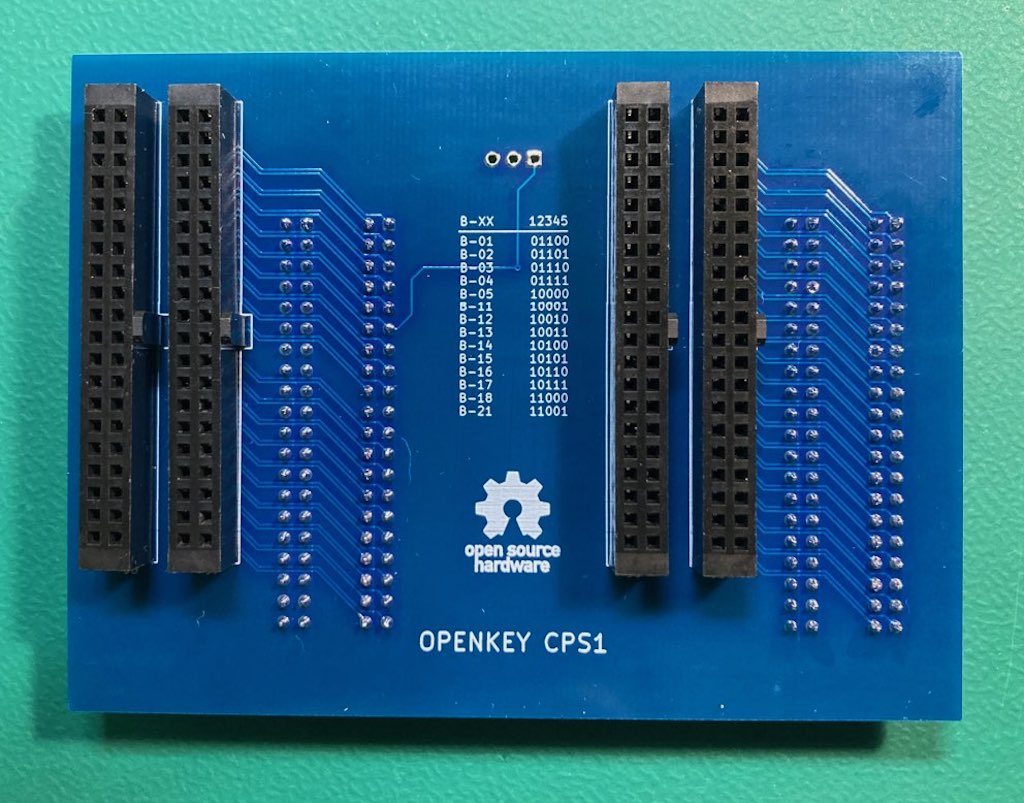 B-XX 12345
B-01 01100
B-02 01101
B-03 01110
B-04 01111
B-05 10000
B-11 10001
B-12 10010
B-13 10011
B-14 10100
B-15 10101
B-16 10110
B-17 10111
B-18 11000
B-21 11001
open source
hardware
OPENKEY CPS1